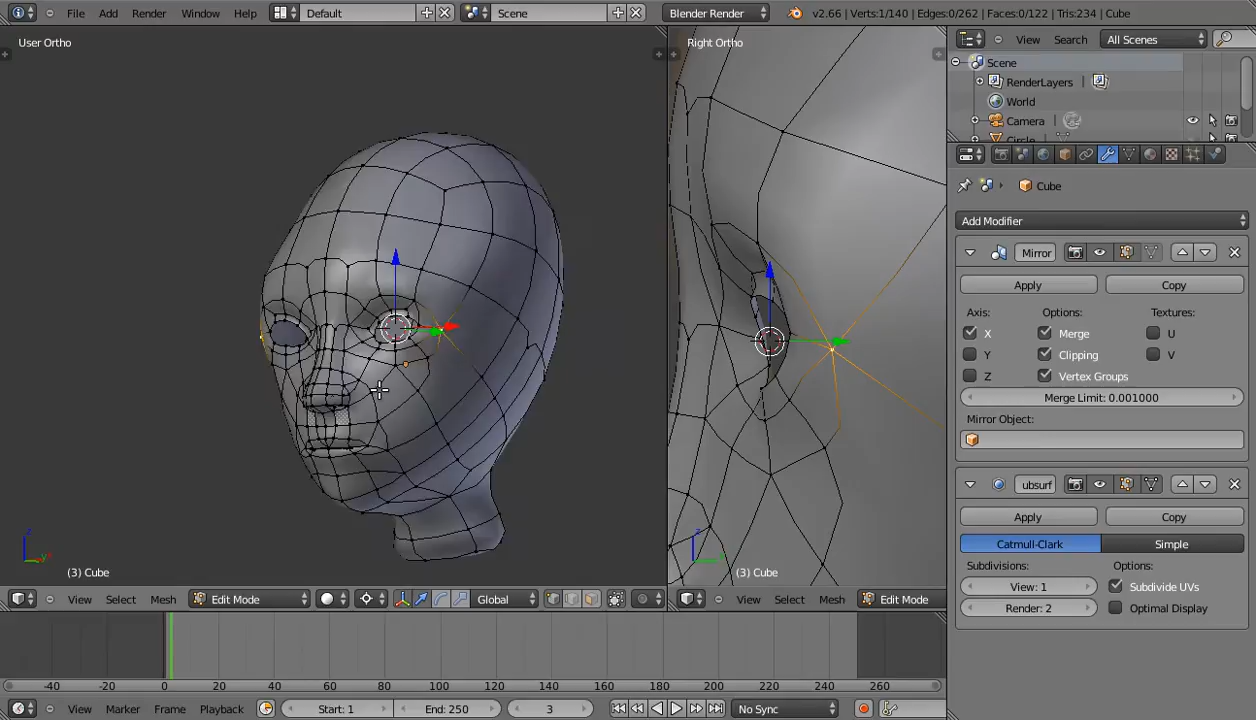 File Add Render Window Help Default Scene Blender Render v2.66 | Verts:1/140 | Edges:0/262 | Faces:0/122 | Tris:234 | Cube
User Ortho
Right Ortho
View Search All Scenes
Scene
RenderLayers |
World
Camera |
Circle
Cube
Add Modifier
Mirror
Apply Copy
Axis: Options: Textures:
X Merge U
Y Clipping V
Z Vertex Groups
Merge Limit: 0.001000
Mirror Object:
ubsurf
Apply Copy
Catmull-Clark Simple
Subdivisions: Options:
View: 1 Subdivide UVs
Render: 2 Optimal Display
z
y
z
y
(3) Cube
(3) Cube
View Select Mesh Edit Mode Global
View Select Mesh Edit Mode
-40 -20 0 20 40 60 80 100 120 140 160 180 200 220 240 260
View Marker Frame Playback Start: 1 End: 250 3 No Sync